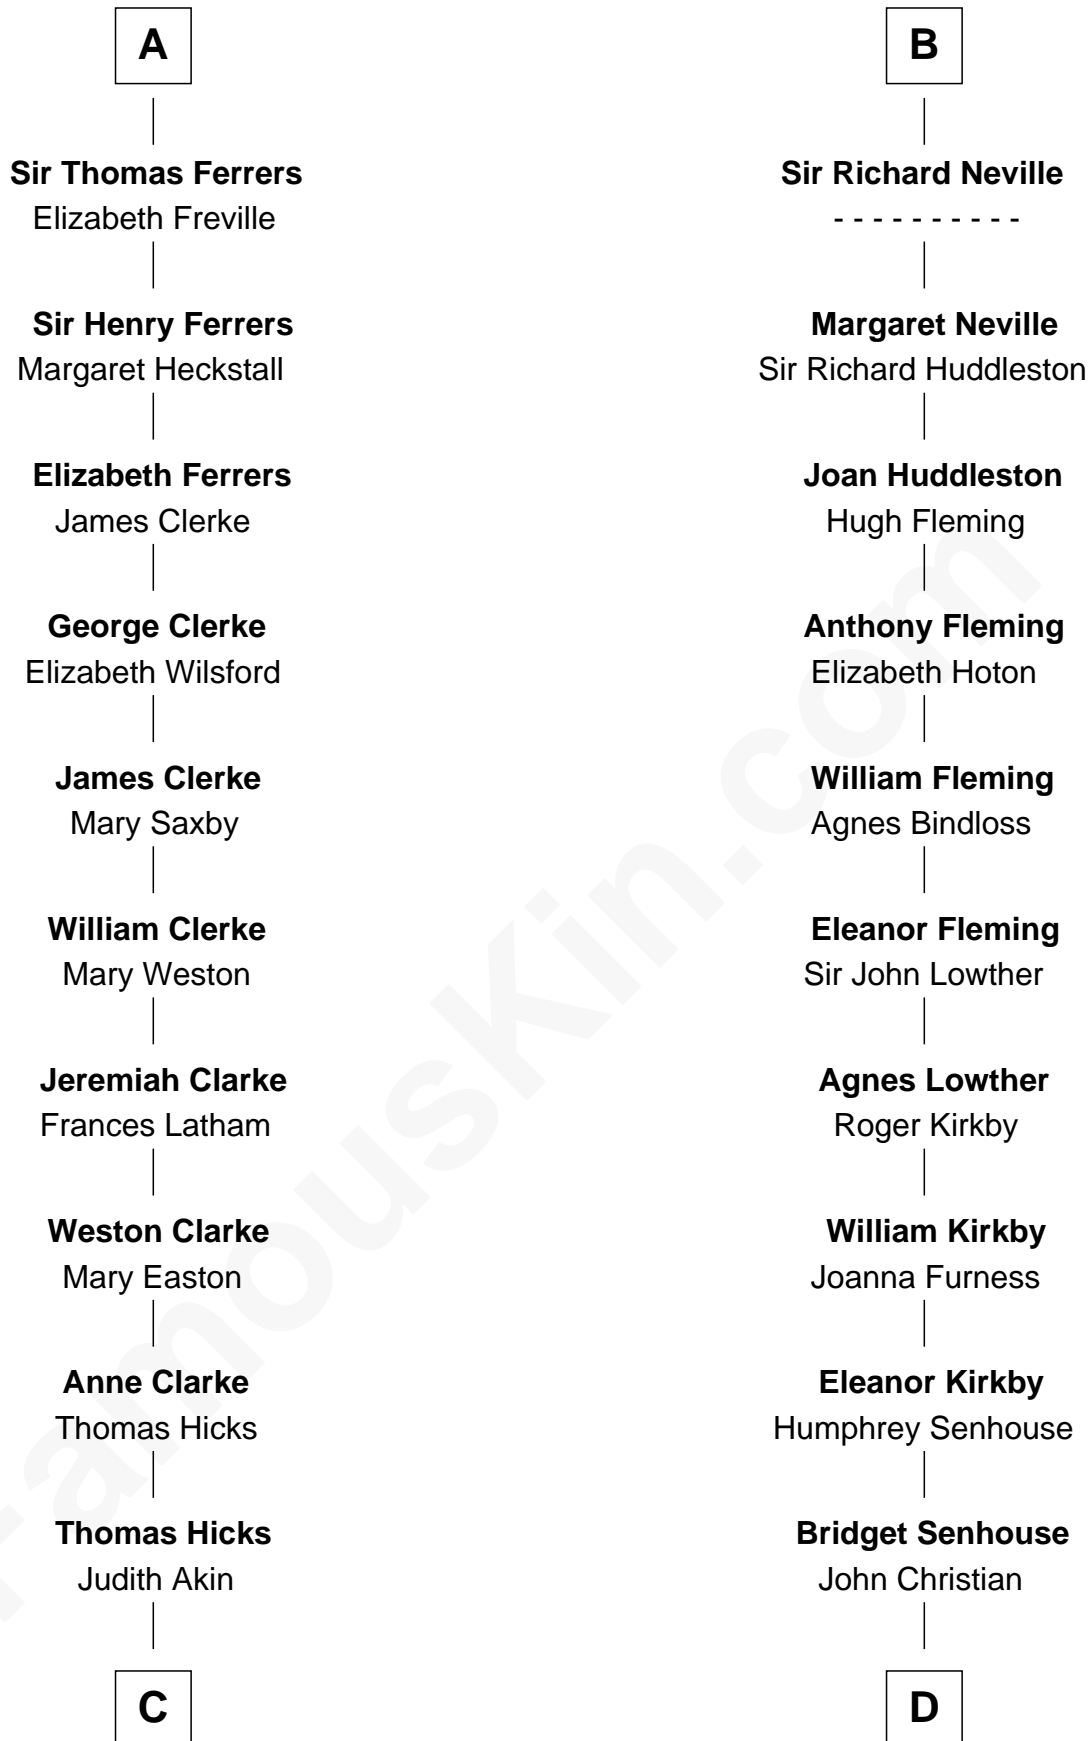 A
Sir Thomas Ferrers
Elizabeth Freville
Sir Henry Ferrers
Margaret Heckstall
Elizabeth Ferrers
James Clerke
George Clerke
Elizabeth Wilsford
James Clerke
Mary Saxby
William Clerke
Mary Weston
Jeremiah Clarke
Frances Latham
Weston Clarke
Mary Easton
Anne Clarke
Thomas Hicks
Thomas Hicks
Judith Akin
C
B
Sir Richard Neville
- - - - - - - - - -
Margaret Neville
Sir Richard Huddleston
Joan Huddleston
Hugh Fleming
Anthony Fleming
Elizabeth Hoton
William Fleming
Agnes Bindloss
Eleanor Fleming
Sir John Lowther
Agnes Lowther
Roger Kirkby
William Kirkby
Joanna Furness
Eleanor Kirkby
Humphrey Senhouse
Bridget Senhouse
John Christian
D
FamousKin.com